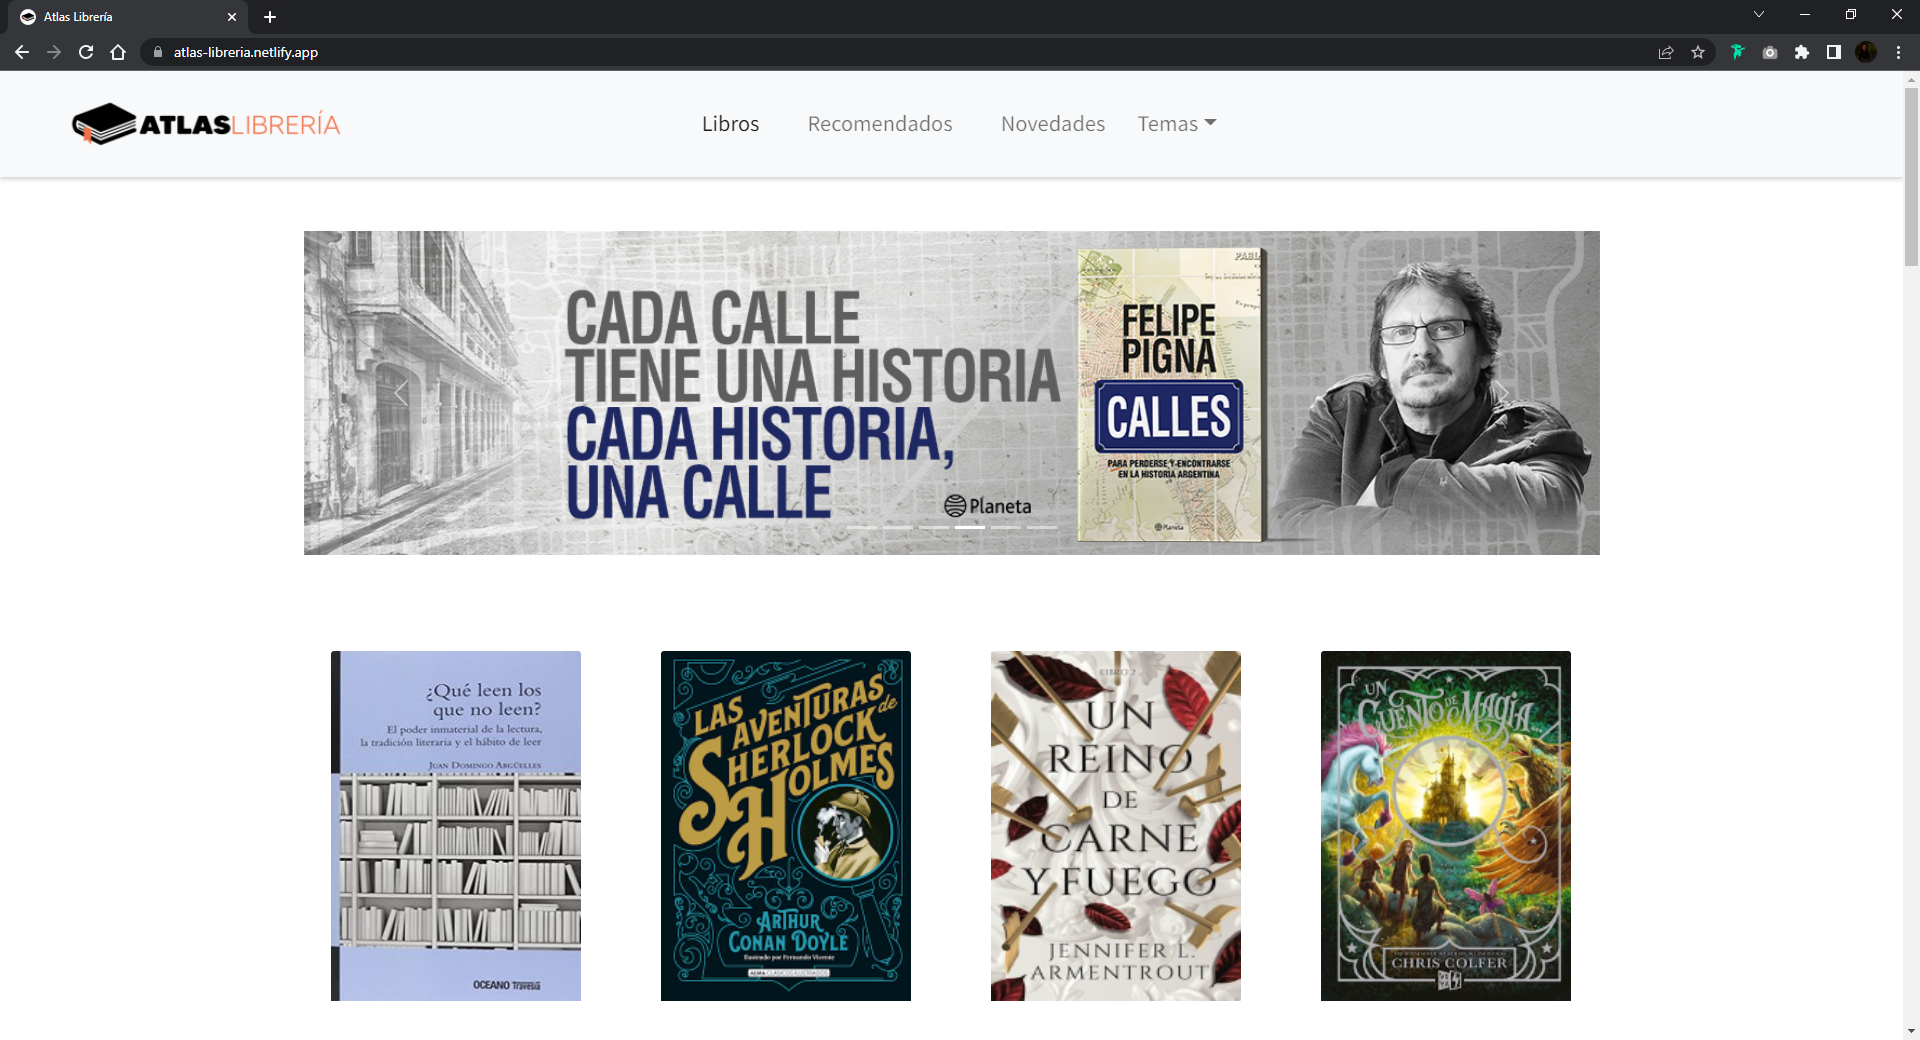 Atlas Librería
atlas-libreria.netlify.app
ATLASLIBRERÍA
Libros
Recomendados
Novedades
Temas
CADA CALLE
TIENE UNA HISTORIA
CADA HISTORIA,
UNA CALLE
Planeta
FELIPE
PIGNA
CALLES
PARA PERDERSE Y ENCONTRARSE
EN LA HISTORIA ARGENTINA
Planeta
¿Qué leen los
que no leen?
El poder inmaterial de la lectura,
la tradición literaria y el hábito de leer
Juan Domingo Argüelles
OCEANO Travesía
LAS
AVENTURAS de
SHERLOCK
HOLMES
ARTHUR
CONAN DOYLE
Ilustrado por Fernando Vicente
ALMA CLÁSICOS ILUSTRADOS
LIBRO 2
UN
REINO
DE
CARNE
Y FUEGO
JENNIFER L.
ARMENTROUT
UN
CUENTO DE MAGIA...
CHRIS COLFER